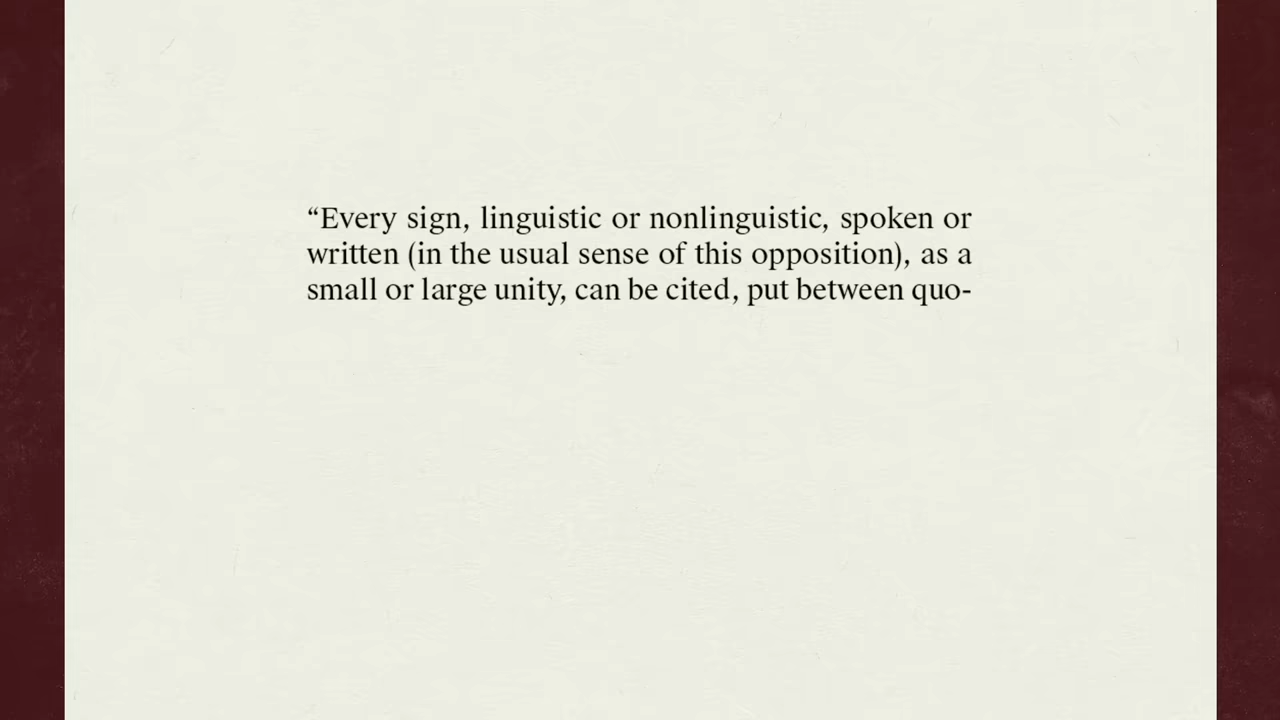 “Every sign, linguistic or nonlinguistic, spoken or
written (in the usual sense of this opposition), as a
small or large unity, can be cited, put between quo-